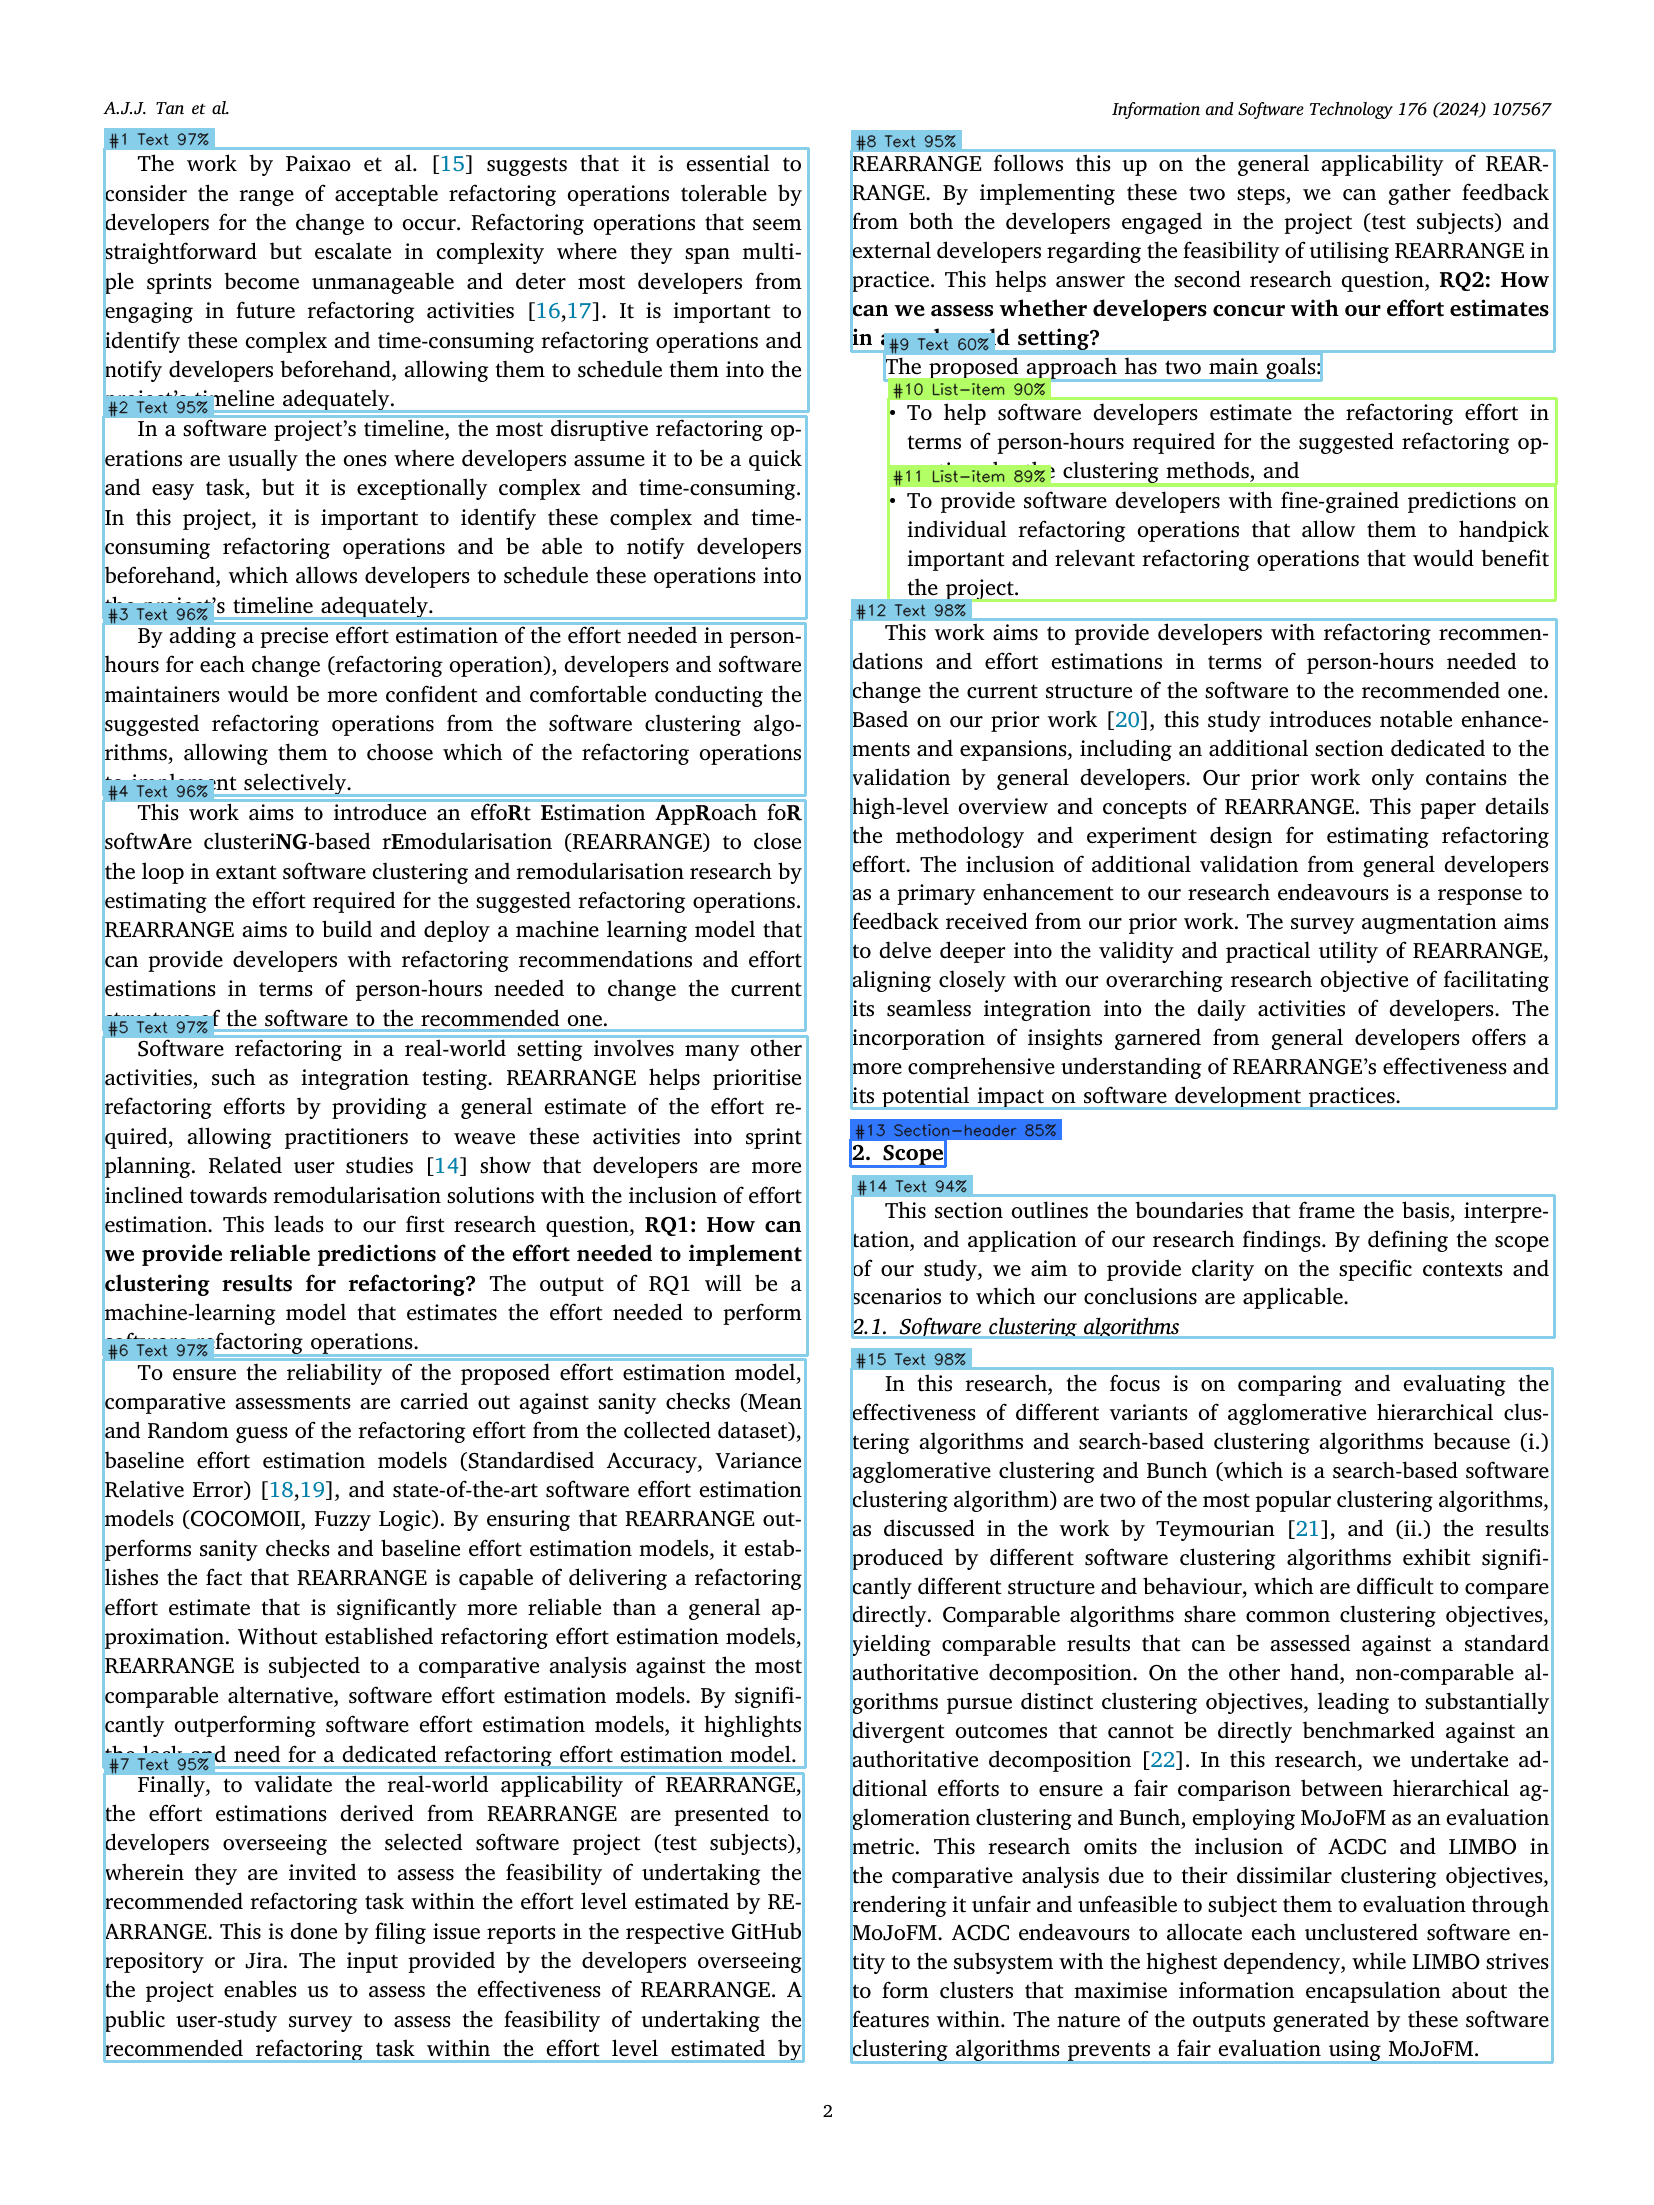 A.J.J. Tan et al.
Information and Software Technology 176 (2024) 107567
#1 Text 97%
The work by Paixao et al. [15] suggests that it is essential to
consider the range of acceptable refactoring operations tolerable by
developers for the change to occur. Refactoring operations that seem
straightforward but escalate in complexity where they span multi-
ple sprints become unmanageable and deter most developers from
engaging in future refactoring activities [16,17]. It is important to
identify these complex and time-consuming refactoring operations and
notify developers beforehand, allowing them to schedule them into the
project's timeline adequately.
#2 Text 95%
In a software project's timeline, the most disruptive refactoring op-
erations are usually the ones where developers assume it to be a quick
and easy task, but it is exceptionally complex and time-consuming.
In this project, it is important to identify these complex and time-
consuming refactoring operations and be able to notify developers
beforehand, which allows developers to schedule these operations into
the project's timeline adequately.
#3 Text 96%
By adding a precise effort estimation of the effort needed in person-
hours for each change (refactoring operation), developers and software
maintainers would be more confident and comfortable conducting the
suggested refactoring operations from the software clustering algo-
rithms, allowing them to choose which of the refactoring operations
to implement selectively.
#4 Text 96%
This work aims to introduce an effoRt Estimation AppRoach foR
softwAre clusteriNG-based rEmodularisation (REARRANGE) to close
the loop in extant software clustering and remodularisation research by
estimating the effort required for the suggested refactoring operations.
REARRANGE aims to build and deploy a machine learning model that
can provide developers with refactoring recommendations and effort
estimations in terms of person-hours needed to change the current
structure of the software to the recommended one.
#5 Text 97%
Software refactoring in a real-world setting involves many other
activities, such as integration testing. REARRANGE helps prioritise
refactoring efforts by providing a general estimate of the effort re-
quired, allowing practitioners to weave these activities into sprint
planning. Related user studies [14] show that developers are more
inclined towards remodularisation solutions with the inclusion of effort
estimation. This leads to our first research question, RQ1: How can
we provide reliable predictions of the effort needed to implement
clustering results for refactoring? The output of RQ1 will be a
machine-learning model that estimates the effort needed to perform
software refactoring operations.
#6 Text 97%
To ensure the reliability of the proposed effort estimation model,
comparative assessments are carried out against sanity checks (Mean
and Random guess of the refactoring effort from the collected dataset),
baseline effort estimation models (Standardised Accuracy, Variance
Relative Error) [18,19], and state-of-the-art software effort estimation
models (COCOMOII, Fuzzy Logic). By ensuring that REARRANGE out-
performs sanity checks and baseline effort estimation models, it estab-
lishes the fact that REARRANGE is capable of delivering a refactoring
effort estimate that is significantly more reliable than a general ap-
proximation. Without established refactoring effort estimation models,
REARRANGE is subjected to a comparative analysis against the most
comparable alternative, software effort estimation models. By signifi-
cantly outperforming software effort estimation models, it highlights
the lack and need for a dedicated refactoring effort estimation model.
#7 Text 95%
Finally, to validate the real-world applicability of REARRANGE,
the effort estimations derived from REARRANGE are presented to
developers overseeing the selected software project (test subjects),
wherein they are invited to assess the feasibility of undertaking the
recommended refactoring task within the effort level estimated by RE-
ARRANGE. This is done by filing issue reports in the respective GitHub
repository or Jira. The input provided by the developers overseeing
the project enables us to assess the effectiveness of REARRANGE. A
public user-study survey to assess the feasibility of undertaking the
recommended refactoring task within the effort level estimated by
#8 Text 95%
REARRANGE follows this up on the general applicability of REAR-
RANGE. By implementing these two steps, we can gather feedback
from both the developers engaged in the project (test subjects) and
external developers regarding the feasibility of utilising REARRANGE in
practice. This helps answer the second research question, RQ2: How
can we assess whether developers concur with our effort estimates
in a setting?
#9 Text 60%
The proposed approach has two main goals:
#10 List-item 90%
• To help software developers estimate the refactoring effort in
terms of person-hours required for the suggested refactoring op-
clustering methods, and
#11 List-item 89%
• To provide software developers with fine-grained predictions on
individual refactoring operations that allow them to handpick
important and relevant refactoring operations that would benefit
the project.
#12 Text 98%
This work aims to provide developers with refactoring recommen-
dations and effort estimations in terms of person-hours needed to
change the current structure of the software to the recommended one.
Based on our prior work [20], this study introduces notable enhance-
ments and expansions, including an additional section dedicated to the
validation by general developers. Our prior work only contains the
high-level overview and concepts of REARRANGE. This paper details
the methodology and experiment design for estimating refactoring
effort. The inclusion of additional validation from general developers
as a primary enhancement to our research endeavours is a response to
feedback received from our prior work. The survey augmentation aims
to delve deeper into the validity and practical utility of REARRANGE,
aligning closely with our overarching research objective of facilitating
its seamless integration into the daily activities of developers. The
incorporation of insights garnered from general developers offers a
more comprehensive understanding of REARRANGE's effectiveness and
its potential impact on software development practices.
#13 Section-header 85%
2. Scope
#14 Text 94%
This section outlines the boundaries that frame the basis, interpre-
tation, and application of our research findings. By defining the scope
of our study, we aim to provide clarity on the specific contexts and
scenarios to which our conclusions are applicable.
2.1. Software clustering algorithms
#15 Text 98%
In this research, the focus is on comparing and evaluating the
effectiveness of different variants of agglomerative hierarchical clus-
tering algorithms and search-based clustering algorithms because (i.)
agglomerative clustering and Bunch (which is a search-based software
clustering algorithm) are two of the most popular clustering algorithms,
as discussed in the work by Teymourian [21], and (ii.) the results
produced by different software clustering algorithms exhibit signifi-
cantly different structure and behaviour, which are difficult to compare
directly. Comparable algorithms share common clustering objectives,
yielding comparable results that can be assessed against a standard
authoritative decomposition. On the other hand, non-comparable al-
gorithms pursue distinct clustering objectives, leading to substantially
divergent outcomes that cannot be directly benchmarked against an
authoritative decomposition [22]. In this research, we undertake ad-
ditional efforts to ensure a fair comparison between hierarchical ag-
glomeration clustering and Bunch, employing MoJoFM as an evaluation
metric. This research omits the inclusion of ACDC and LIMBO in
the comparative analysis due to their dissimilar clustering objectives,
rendering it unfair and unfeasible to subject them to evaluation through
MoJoFM. ACDC endeavours to allocate each unclustered software en-
tity to the subsystem with the highest dependency, while LIMBO strives
to form clusters that maximise information encapsulation about the
features within. The nature of the outputs generated by these software
clustering algorithms prevents a fair evaluation using MoJoFM.
2